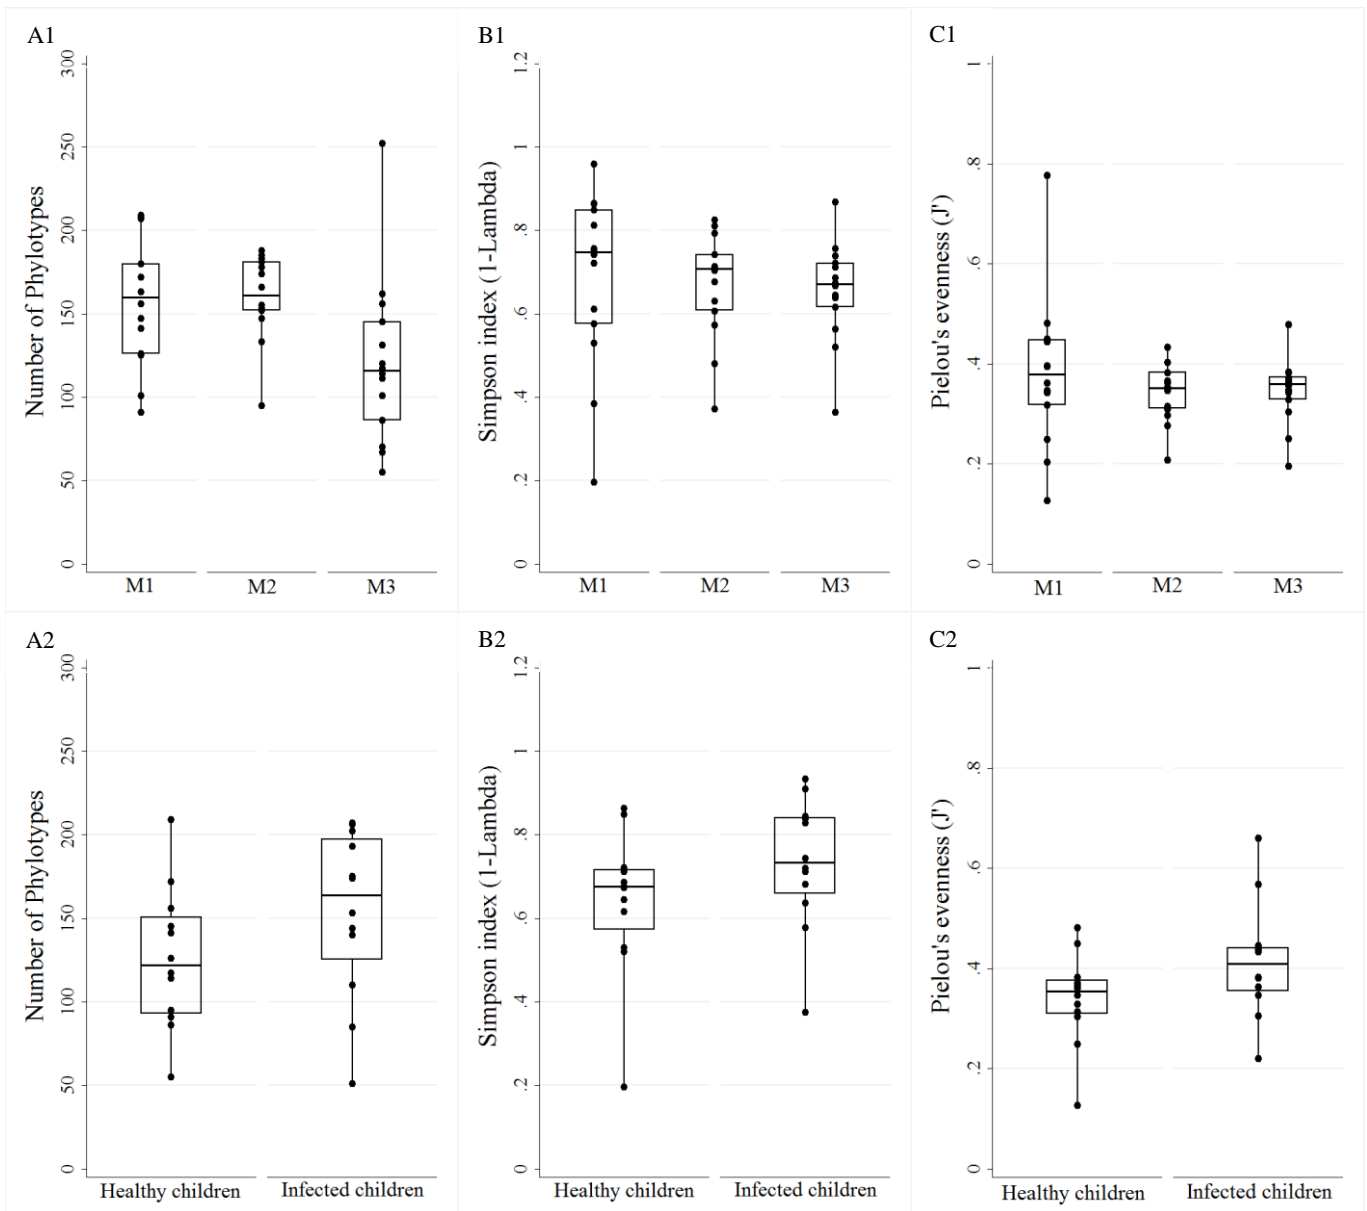 A1
Number of Phylotypes
300
250
200
150
100
50
0
M1 M2 M3
B1
Simpson index (1-Lambda)
1.2
1
.8
.6
.4
.2
0
M1 M2 M3
C1
Pielou's evenness (J')
1
.8
.6
.4
.2
0
M1 M2 M3
A2
Number of Phylotypes
300
250
200
150
100
50
0
Healthy children Infected children
B2
Simpson index (1-Lambda)
1.2
1
.8
.6
.4
.2
0
Healthy children Infected children
C2
Pielou's evenness (J')
1
.8
.6
.4
.2
0
Healthy children Infected children